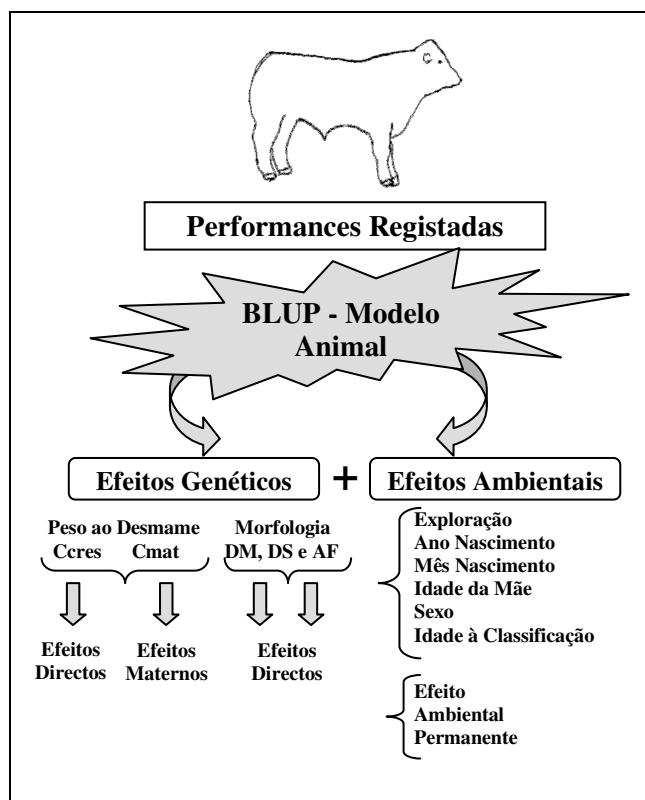 Performances Registadas
BLUP - Modelo
Animal
Efeitos Genéticos + Efeitos Ambientais
Peso ao Desmame
Ccres Cmat
Morfologia
DM, DS e AF
Efeitos
Directos
Efeitos
Maternos
Efeitos
Directos
Exploração
Ano Nascimento
Mês Nascimento
Idade da Mãe
Sexo
Idade à Classificação
Efeito
Ambiental
Permanente